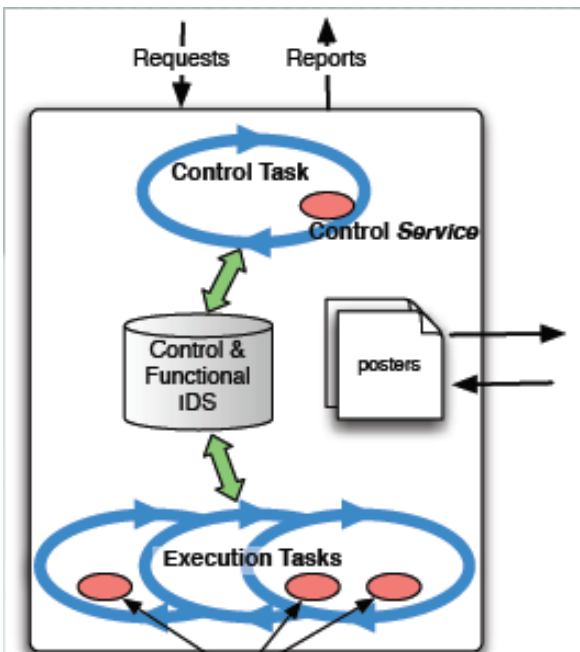 Requests
Reports
Control Task
Control Service
Control &
Functional
IDS
posters
Execution Tasks